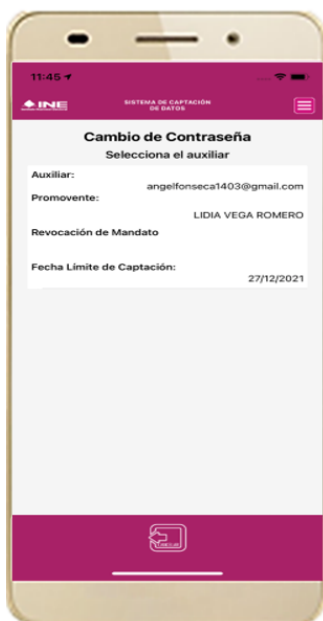 11:45
INE
SISTEMA DE CAPTACIÓN
DE DATOS
Cambio de Contraseña
Selecciona el auxiliar
Auxiliar:
angelfonseca1403@gmail.com
Promovente:
LIDIA VEGA ROMERO
Revocación de Mandato
Fecha Límite de Captación:
27/12/2021